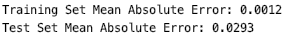 Training Set Mean Absolute Error: 0.0012
Test Set Mean Absolute Error: 0.0293